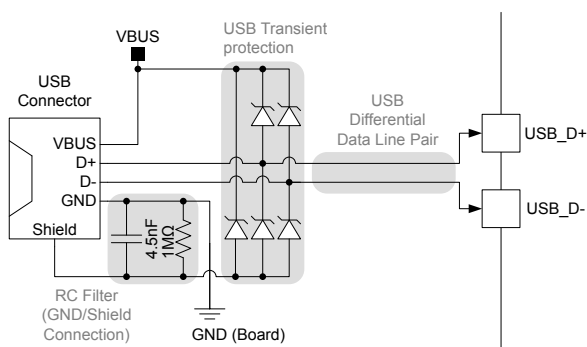 VBUS
USB Transient
protection
USB
Connector
VBUS
D+
D-
GND
Shield
USB
Differential
Data Line Pair
USB_D+
USB_D-
4.5nF
1MΩ
RC Filter
(GND/Shield
Connection)
GND (Board)